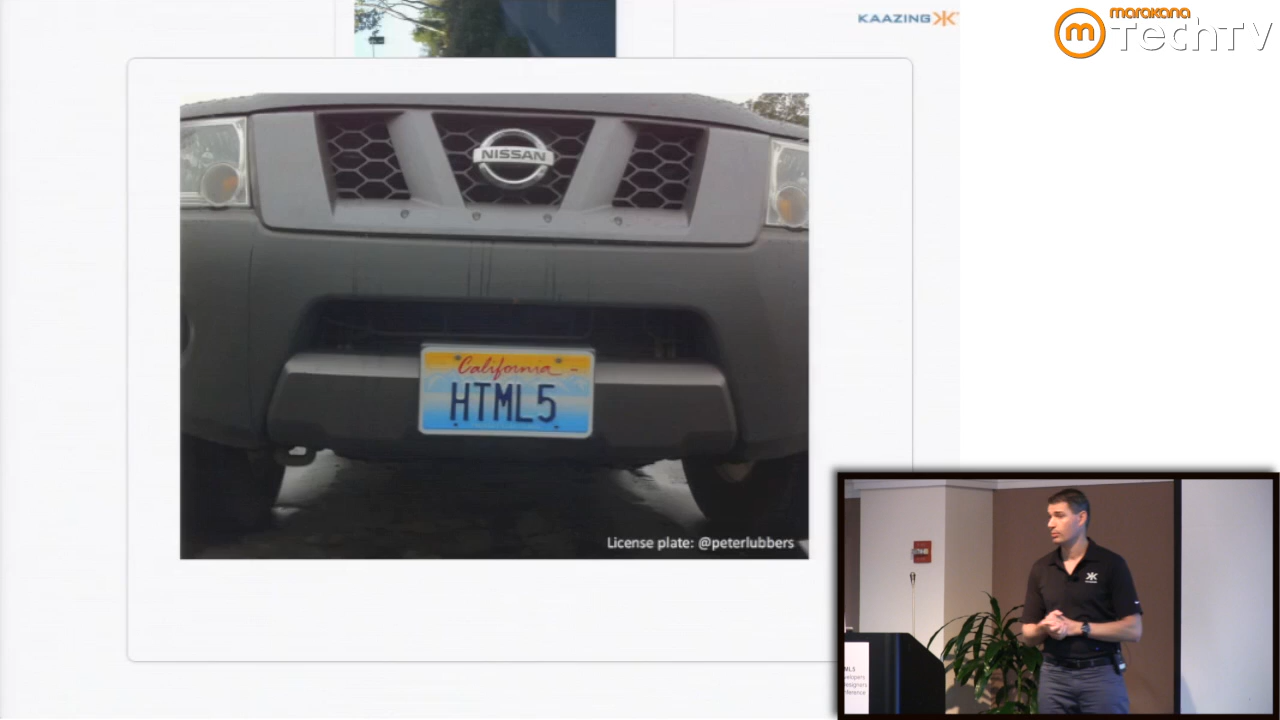 KAAZING
marakana
TechTV
NISSAN
California
HTML5
License plate: @peterlubbers